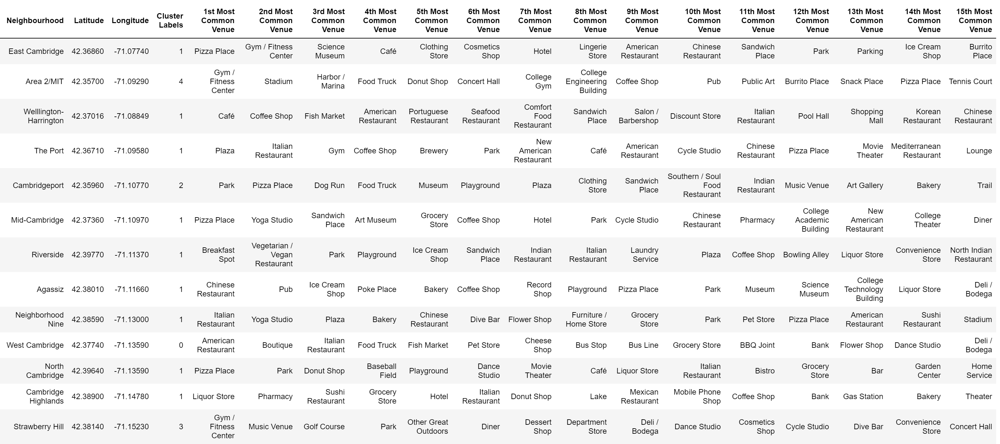 Neighbourhood Latitude Longitude Cluster Labels 1st Most Common Venue 2nd Most Common Venue 3rd Most Common Venue 4th Most Common Venue 5th Most Common Venue 6th Most Common Venue 7th Most Common Venue 8th Most Common Venue 9th Most Common Venue 10th Most Common Venue 11th Most Common Venue 12th Most Common Venue 13th Most Common Venue 14th Most Common Venue 15th Most Common Venue
East Cambridge 42.36860 -71.07740 1 Pizza Place Gym / Fitness Center Science Museum Café Clothing Store Cosmetics Shop Hotel Lingerie Store American Restaurant Chinese Restaurant Sandwich Place Park Parking Ice Cream Shop Burrito Place
Area 2/MIT 42.35700 -71.09290 4 Gym / Fitness Center Stadium Harbor / Marina Food Truck Donut Shop Concert Hall College Gym College Engineering Building Coffee Shop Pub Public Art Burrito Place Snack Place Pizza Place Tennis Court
Welllington-Harrington 42.37016 -71.08849 1 Café Coffee Shop Fish Market American Restaurant Portuguese Restaurant Seafood Restaurant Comfort Food Restaurant Sandwich Place Salon / Barbershop Discount Store Italian Restaurant Pool Hall Shopping Mall Korean Restaurant Chinese Restaurant
The Port 42.36710 -71.09580 1 Plaza Italian Restaurant Gym Coffee Shop Brewery Park New American Restaurant Café American Restaurant Cycle Studio Chinese Restaurant Pizza Place Movie Theater Mediterranean Restaurant Lounge
Cambridgeport 42.35960 -71.10770 2 Park Pizza Place Dog Run Food Truck Museum Playground Plaza Clothing Store Sandwich Place Southern / Soul Food Restaurant Indian Restaurant Music Venue Art Gallery Bakery Trail
Mid-Cambridge 42.37360 -71.10970 1 Pizza Place Yoga Studio Sandwich Place Art Museum Grocery Store Coffee Shop Hotel Park Cycle Studio Chinese Restaurant Pharmacy College Academic Building New American Restaurant College Theater Diner
Riverside 42.39770 -71.11370 1 Breakfast Spot Vegetarian / Vegan Restaurant Park Playground Ice Cream Shop Sandwich Place Indian Restaurant Italian Restaurant Laundry Service Plaza Coffee Shop Bowling Alley Liquor Store Convenience Store North Indian Restaurant
Agassiz 42.38010 -71.11660 1 Chinese Restaurant Pub Ice Cream Shop Poke Place Bakery Coffee Shop Record Shop Playground Pizza Place Park Museum Science Museum College Technology Building Liquor Store Deli / Bodega
Neighborhood Nine 42.38590 -71.13000 1 Italian Restaurant Yoga Studio Plaza Bakery Chinese Restaurant Dive Bar Flower Shop Furniture / Home Store Grocery Store Park Pet Store Pizza Place American Restaurant Sushi Restaurant Stadium
West Cambridge 42.37740 -71.13590 0 American Restaurant Boutique Italian Restaurant Food Truck Fish Market Pet Store Cheese Shop Bus Stop Bus Line Grocery Store BBQ Joint Bank Flower Shop Dance Studio Deli / Bodega
North Cambridge 42.39640 -71.13590 1 Pizza Place Park Donut Shop Baseball Field Playground Dance Studio Movie Theater Café Liquor Store Italian Restaurant Bistro Grocery Store Bar Garden Center Home Service
Cambridge Highlands 42.38900 -71.14780 1 Liquor Store Pharmacy Sushi Restaurant Grocery Store Hotel Italian Restaurant Donut Shop Lake Mexican Restaurant Mobile Phone Shop Coffee Shop Bank Gas Station Bakery Theater
Strawberry Hill 42.38140 -71.15230 3 Gym / Fitness Center Music Venue Golf Course Park Other Great Outdoors Diner Dessert Shop Department Store Deli / Bodega Dance Studio Cosmetics Shop Cycle Studio Dive Bar Convenience Store Concert Hall